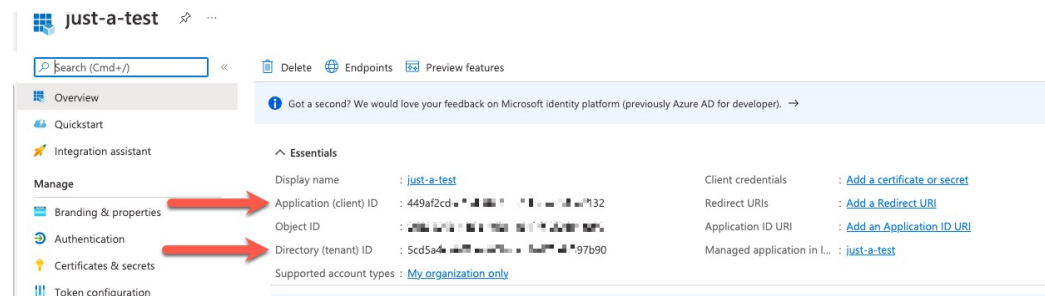 just-a-test
Search (Cmd+/)
Delete Endpoints Preview features
Overview
Got a second? We would love your feedback on Microsoft identity platform (previously Azure AD for developer). →
Quickstart
Integration assistant
Essentials
Manage
Display name : just-a-test
Client credentials : Add a certificate or secret
Application (client) ID : 449af2cd- 132
Redirect URIs : Add a Redirect URI
Branding & properties
Object ID :
Application ID URI : Add an Application ID URI
Authentication
Directory (tenant) ID : 5cd5a4 97b90
Managed application in l... : just-a-test
Certificates & secrets
Supported account types : My organization only
Token configuration